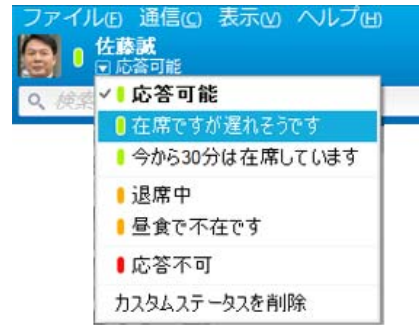 ファイル(F) 通信(C) 表示(V) ヘルプ(H)
佐藤誠
応答可能
検索
応答可能
在席ですが遅れそうです
今から30分は在席しています
退席中
昼食で不在です
応答不可
カスタムステータスを削除